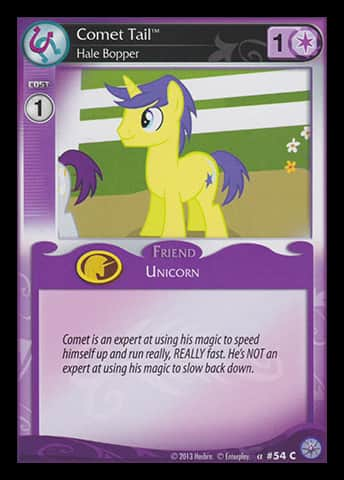 Comet Tail™
Hale Bopper
1
COST
1
FRIEND
UNICORN
Comet is an expert at using his magic to speed
himself up and run really, REALLY fast. He's NOT an
expert at using his magic to slow back down.
© 2013 Hasbro. © Enterplay. α #54 C